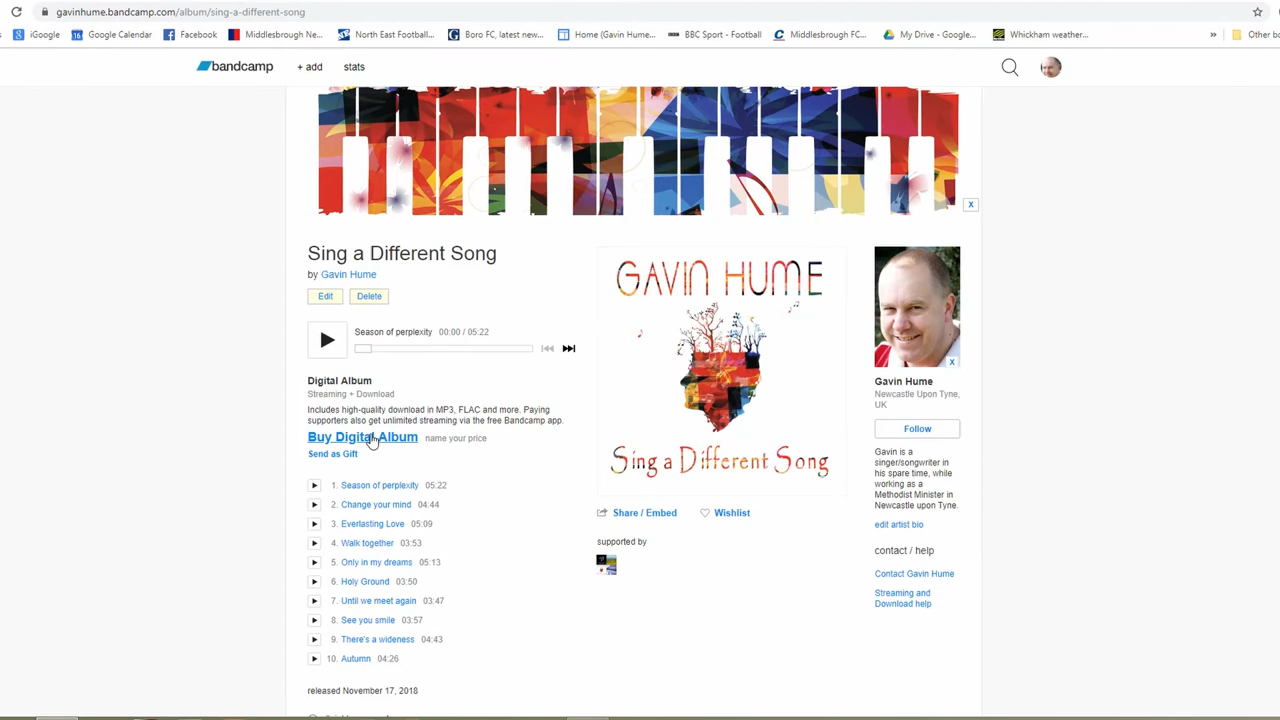 gavinhume.bandcamp.com/album/sing-a-different-song
iGoogle
Google Calendar
Facebook
Middlesbrough Ne...
North East Football...
Boro FC, latest new...
Home (Gavin Hume...
BBC Sport - Football
Middlesbrough FC...
My Drive - Google...
Whickham weather...
»
Other bo
bandcamp
+ add
stats
X
Sing a Different Song
by Gavin Hume
Edit
Delete
Season of perplexity 00:00 / 05:22
Digital Album
Streaming + Download
Includes high-quality download in MP3, FLAC and more. Paying
supporters also get unlimited streaming via the free Bandcamp app.
Buy Digital Album name your price
Send as Gift
1. Season of perplexity 05:22
2. Change your mind 04:44
3. Everlasting Love 05:09
4. Walk together 03:53
5. Only in my dreams 05:13
6. Holy Ground 03:50
7. Until we meet again 03:47
8. See you smile 03:57
9. There's a wideness 04:43
10. Autumn 04:26
released November 17, 2018
GAVIN HUME
Sing a Different Song
Share / Embed
Wishlist
supported by
X
Gavin Hume
Newcastle Upon Tyne,
UK
Follow
Gavin is a
singer/songwriter in
his spare time, while
working as a
Methodist Minister in
Newcastle upon Tyne.
edit artist bio
contact / help
Contact Gavin Hume
Streaming and
Download help